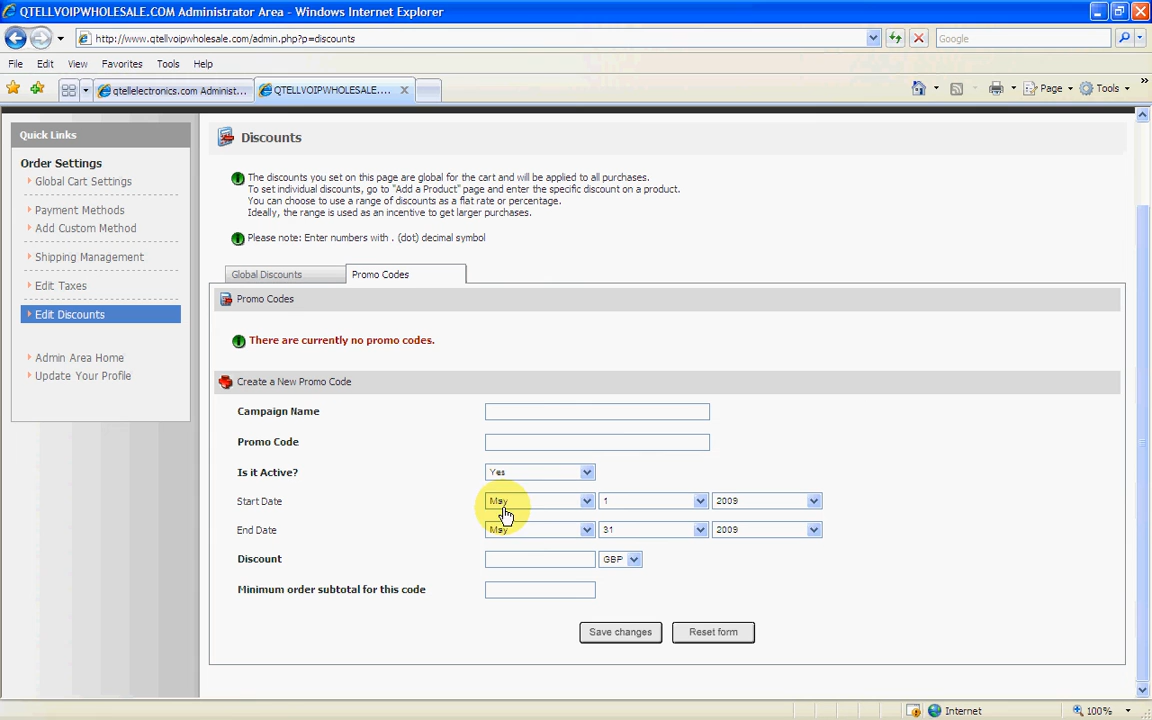 QTELLVOIPWHOLESALE.COM Administrator Area - Windows Internet Explorer
http://www.qtellvoipwholesale.com/admin.php?p=discounts
Google
File Edit View Favorites Tools Help
qtellelectronics.com Administ...
QTELLVOIPWHOLESALE....
Page
Tools
Quick Links
Order Settings
Global Cart Settings
Payment Methods
Add Custom Method
Shipping Management
Edit Taxes
Edit Discounts
Admin Area Home
Update Your Profile
Discounts
The discounts you set on this page are global for the cart and will be applied to all purchases.
To set individual discounts, go to "Add a Product" page and enter the specific discount on a product.
You can choose to use a range of discounts as a flat rate or percentage.
Ideally, the range is used as an incentive to get larger purchases.
Please note: Enter numbers with . (dot) decimal symbol
Global Discounts
Promo Codes
Promo Codes
There are currently no promo codes.
Create a New Promo Code
Campaign Name
Promo Code
Is it Active? Yes
Start Date May 1 2009
End Date May 31 2009
Discount GBP
Minimum order subtotal for this code
Save changes Reset form
Internet
100%